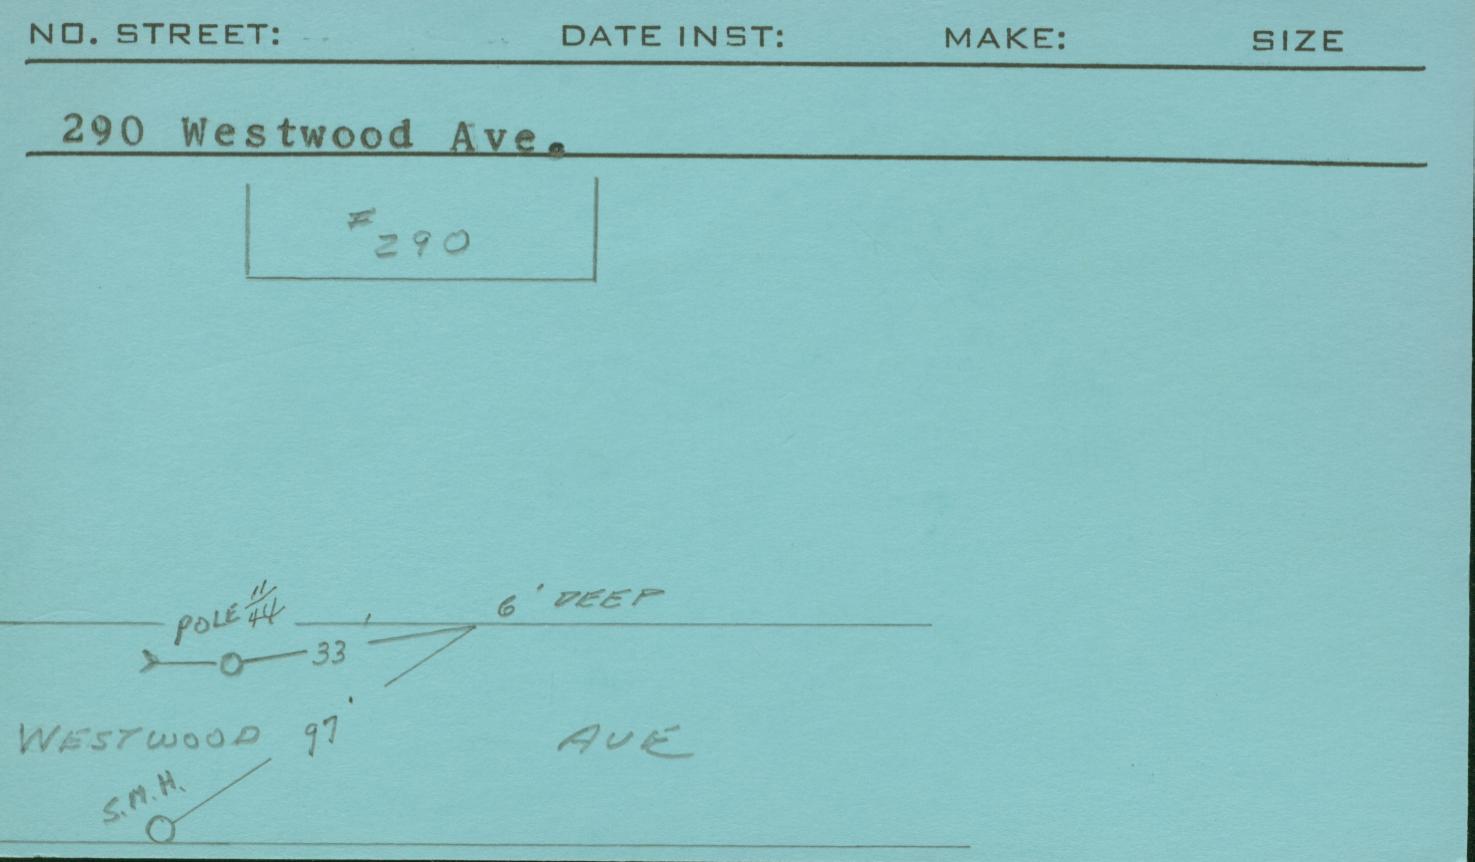 NO. STREET: DATE INST: MAKE: SIZE
290 Westwood Ave.
#290
6' DEEP
POLE 11/44
33'
WESTWOOD AVE
97'
S.M.H.